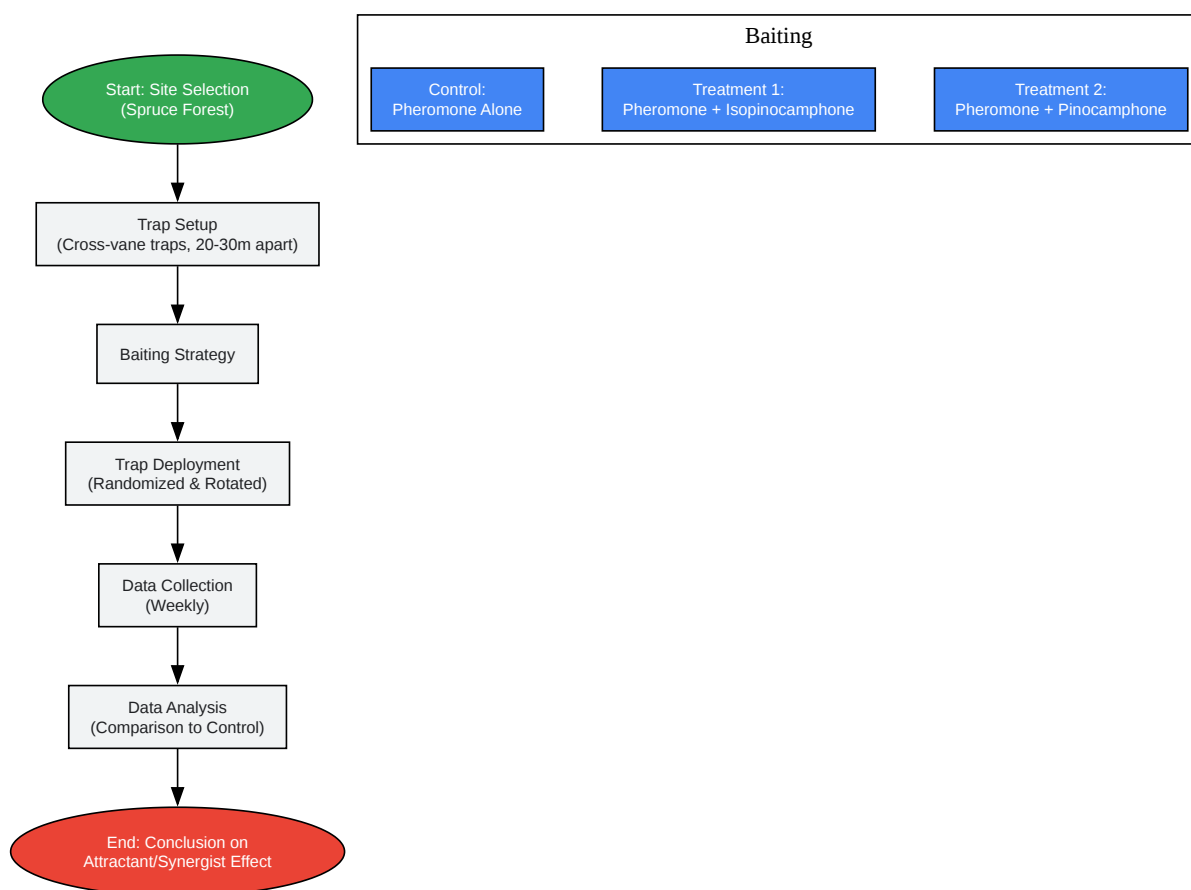 Start: Site Selection
(Spruce Forest)
Trap Setup
(Cross-vane traps, 20-30m apart)
Baiting Strategy
Trap Deployment
(Randomized & Rotated)
Data Collection
(Weekly)
Data Analysis
(Comparison to Control)
End: Conclusion on
Attractant/Synergist Effect
Baiting
Control:
Pheromone Alone
Treatment 1:
Pheromone + Isopinocamphone
Treatment 2:
Pheromone + Pinocamphone